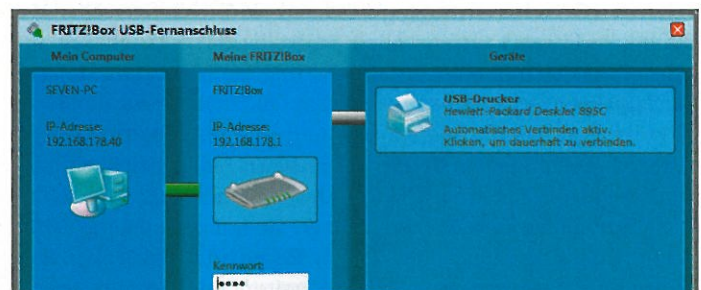 FRITZ!Box USB-Fernanschluss
Mein Computer
Meine FRITZ!Box
Geräte
SEVEN-PC
IP-Adresse:
192.168.178.40
FRITZ!Box
IP-Adresse:
192.168.178.1
Kennwort:
USB-Drucker
Hewlett-Packard DeskJet 895C
Automatisches Verbinden aktiv.
Klicken, um dauerhaft zu verbinden.